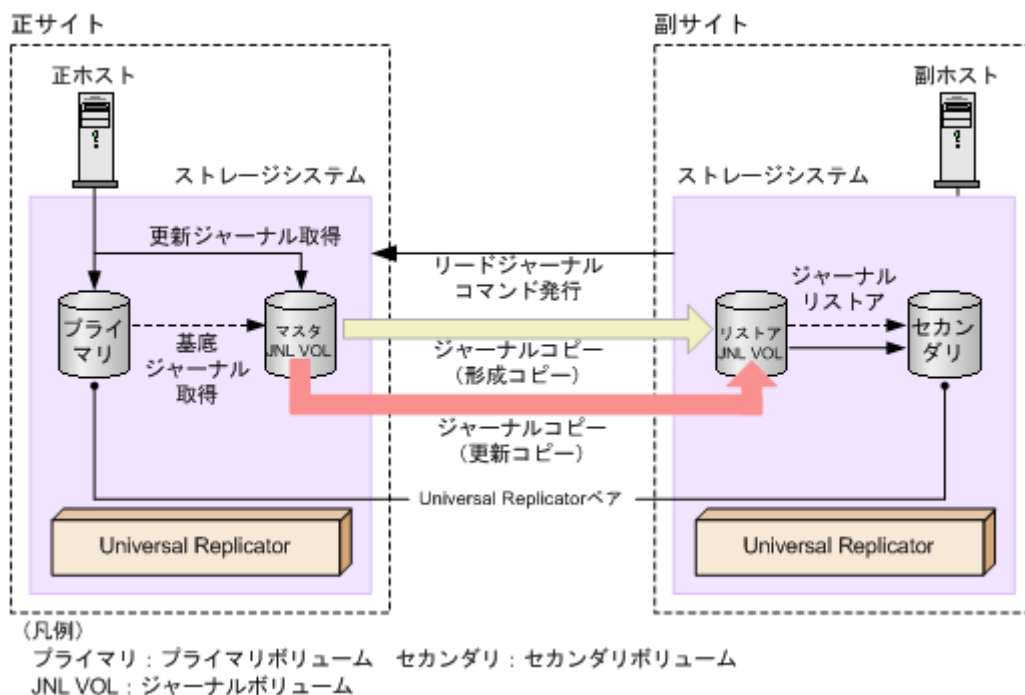 正サイト
副サイト
正ホスト
副ホスト
ストレージシステム
ストレージシステム
更新ジャーナル取得
リードジャーナル
コマンド発行
ジャーナル
リストア
プライ
マリ
基底
ジャーナル
取得
マスタ
JNL VOL
ジャーナルコピー
(形成コピー)
リストア
JNL VOL
セカン
ダリ
ジャーナルコピー
(更新コピー)
Universal Replicatorペア
Universal Replicator
Universal Replicator
(凡例)
プライマリ:プライマリボリューム セカンダリ:セカンダリボリューム
JNL VOL:ジャーナルボリューム